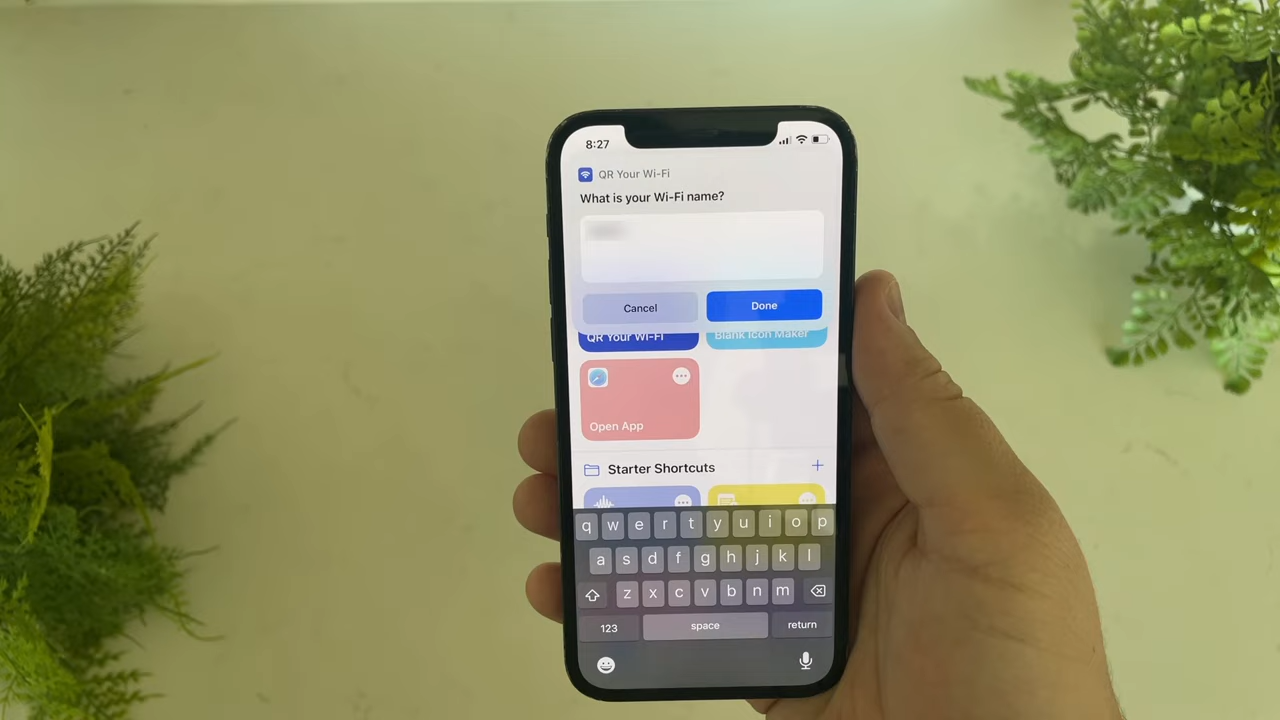 8:27
QR Your Wi-Fi
What is your Wi-Fi name?
Cancel
Done
QR Your Wi-Fi
Blank Icon Maker
Open App
Starter Shortcuts
q w e r t y u i o p
a s d f g h j k l
z x c v b n m
123
space
return